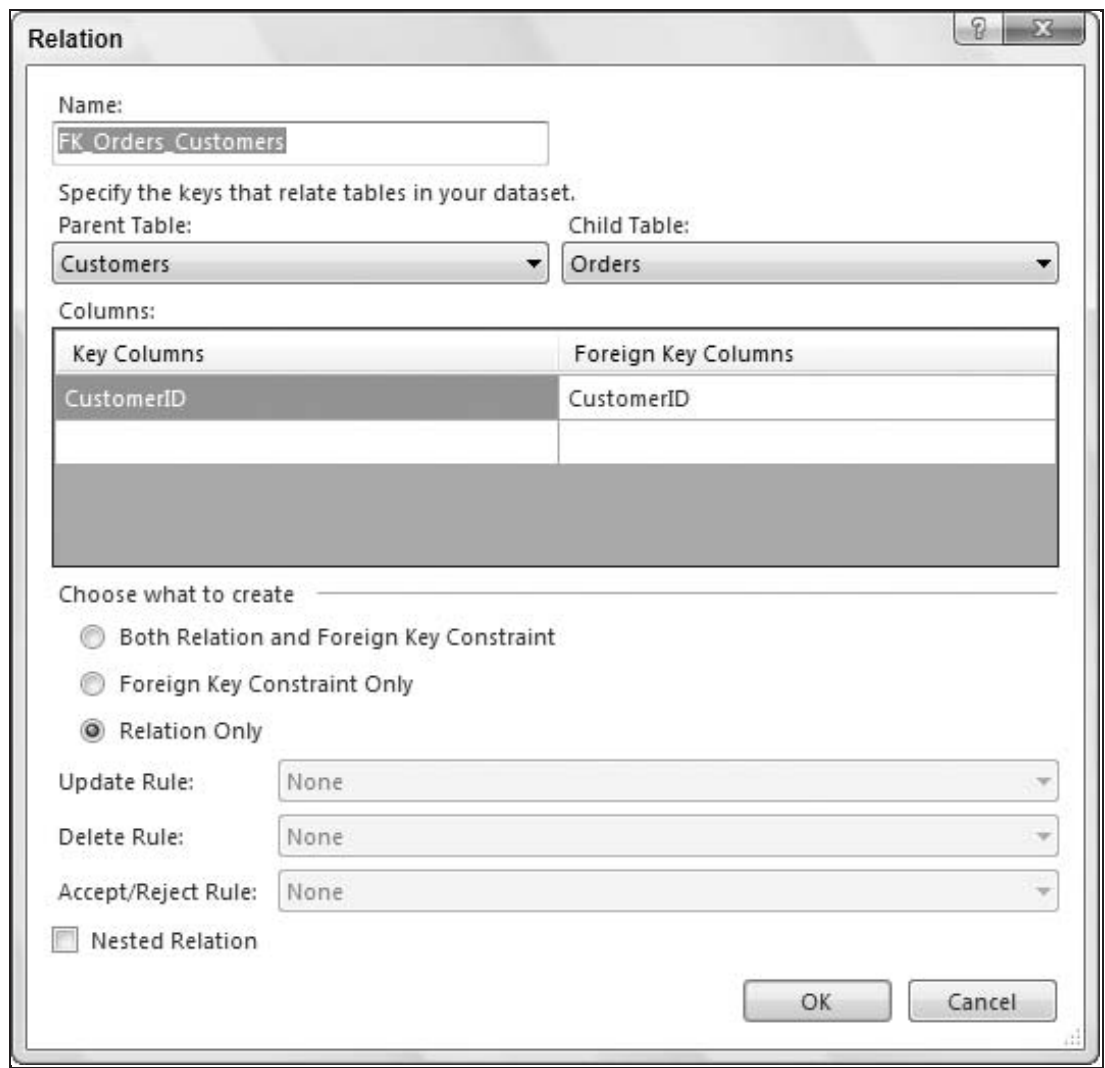 Relation
Name:
FK_Orders_Customers
Specify the keys that relate tables in your dataset.
Parent Table: Child Table:
Customers Orders
Columns:
Key Columns Foreign Key Columns
CustomerID CustomerID
Choose what to create
Both Relation and Foreign Key Constraint
Foreign Key Constraint Only
Relation Only
Update Rule: None
Delete Rule: None
Accept/Reject Rule: None
Nested Relation
OK Cancel